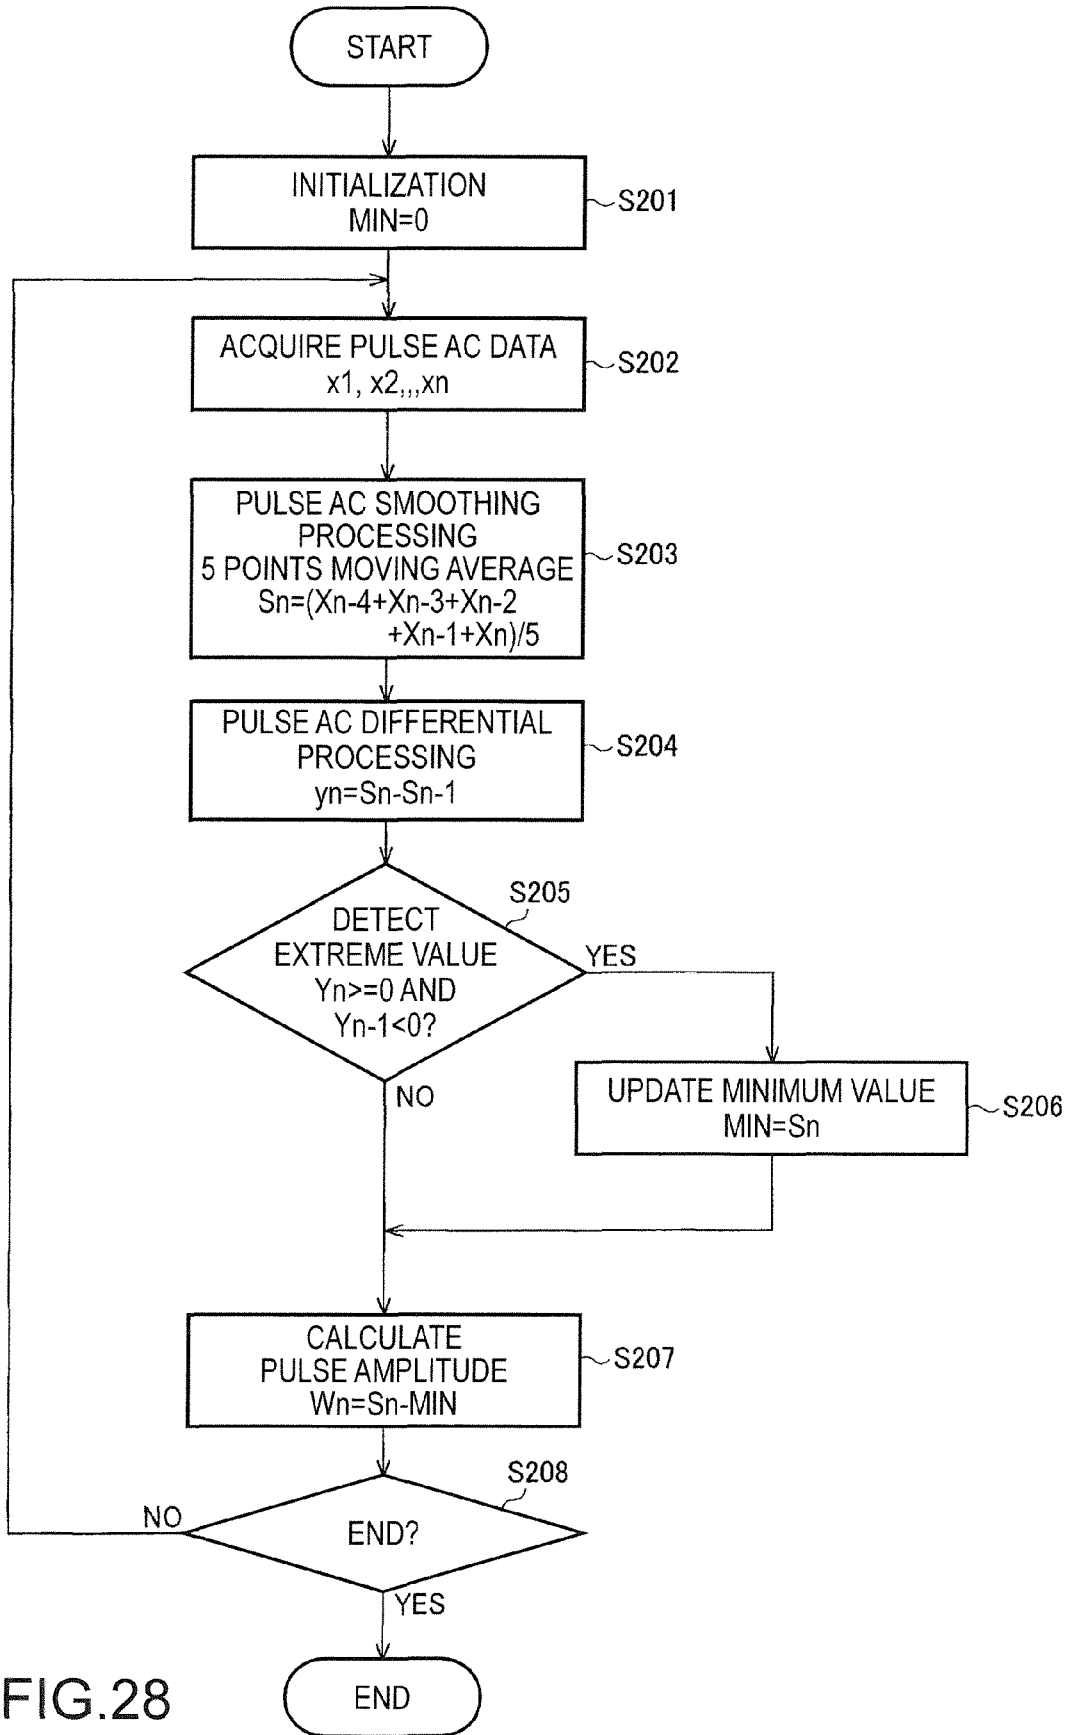 START
INITIALIZATION
MIN=0
S201
ACQUIRE PULSE AC DATA
x1, x2,,,xn
S202
PULSE AC SMOOTHING
PROCESSING
5 POINTS MOVING AVERAGE
Sn=(Xn-4+Xn-3+Xn-2
+Xn-1+Xn)/5
S203
PULSE AC DIFFERENTIAL
PROCESSING
yn=Sn-Sn-1
S204
S205
DETECT
EXTREME VALUE
Yn>=0 AND
Yn-1<0?
YES
NO
UPDATE MINIMUM VALUE
MIN=Sn
S206
CALCULATE
PULSE AMPLITUDE
Wn=Sn-MIN
S207
S208
NO
END?
YES
END
FIG.28